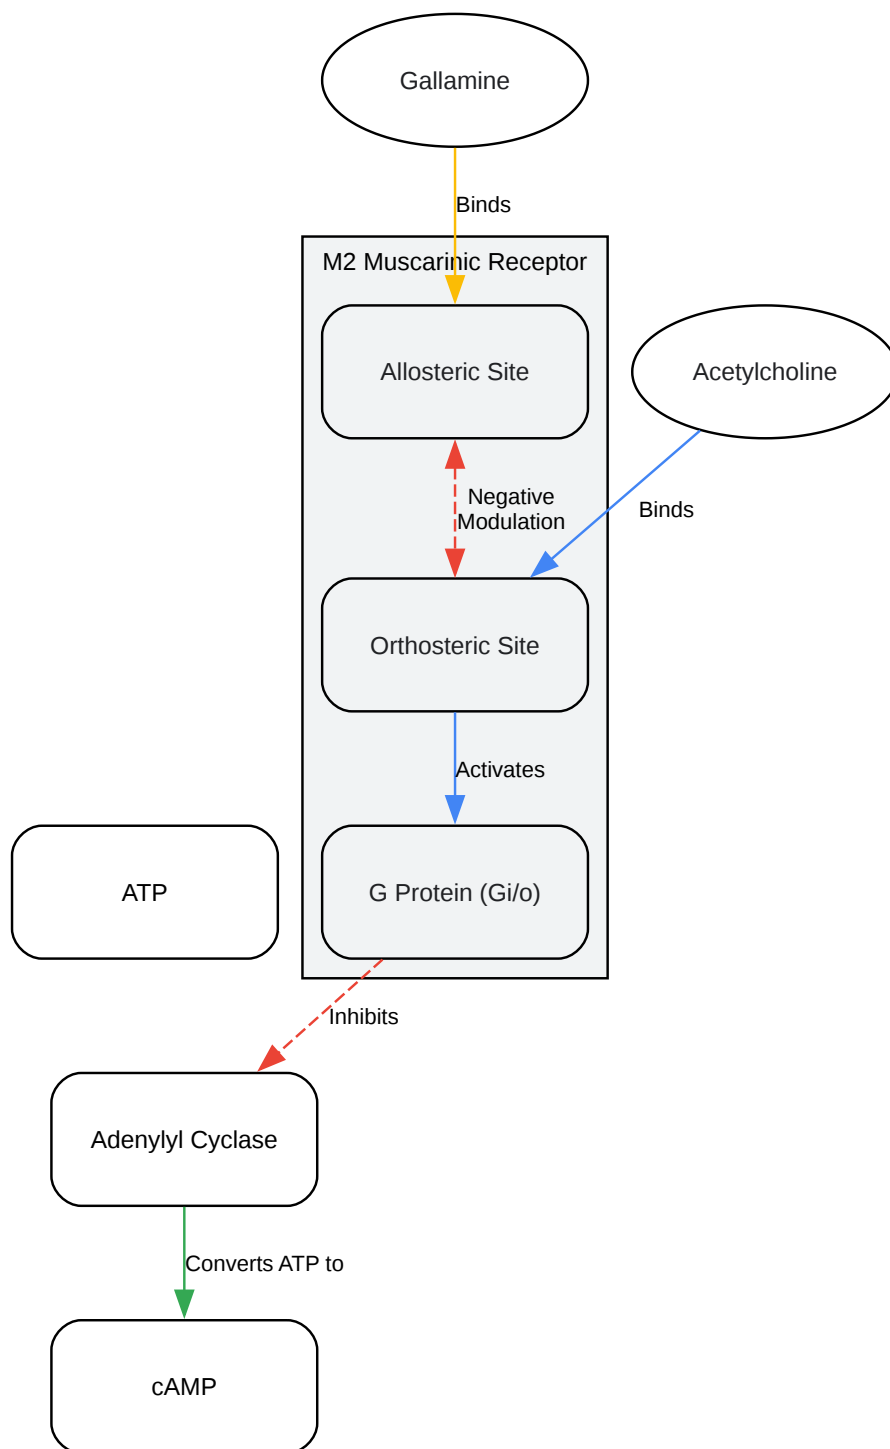 Gallamine
Binds
M2 Muscarinic Receptor
Allosteric Site
Acetylcholine
Negative
Modulation
Binds
Orthosteric Site
Activates
ATP
G Protein (Gi/o)
Inhibits
Adenylyl Cyclase
Converts ATP to
cAMP